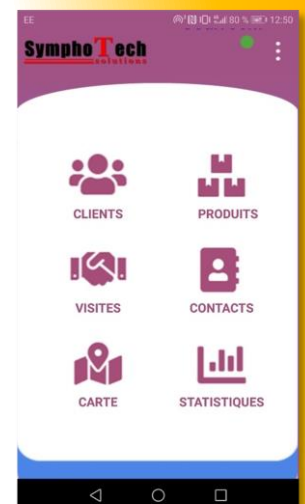 EE 80 % 12:50
SymphoTech
solutions
CLIENTS PRODUITS
VISITES CONTACTS
CARTE STATISTIQUES